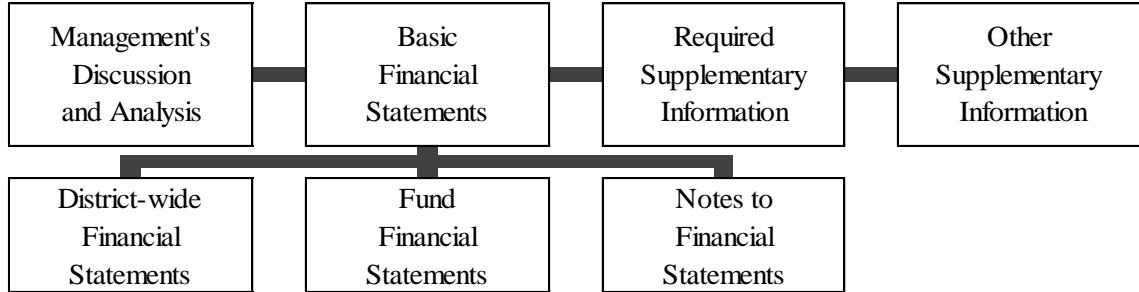 Management's
Discussion
and Analysis
Basic
Financial
Statements
Required
Supplementary
Information
Other
Supplementary
Information
District-wide
Financial
Statements
Fund
Financial
Statements
Notes to
Financial
Statements